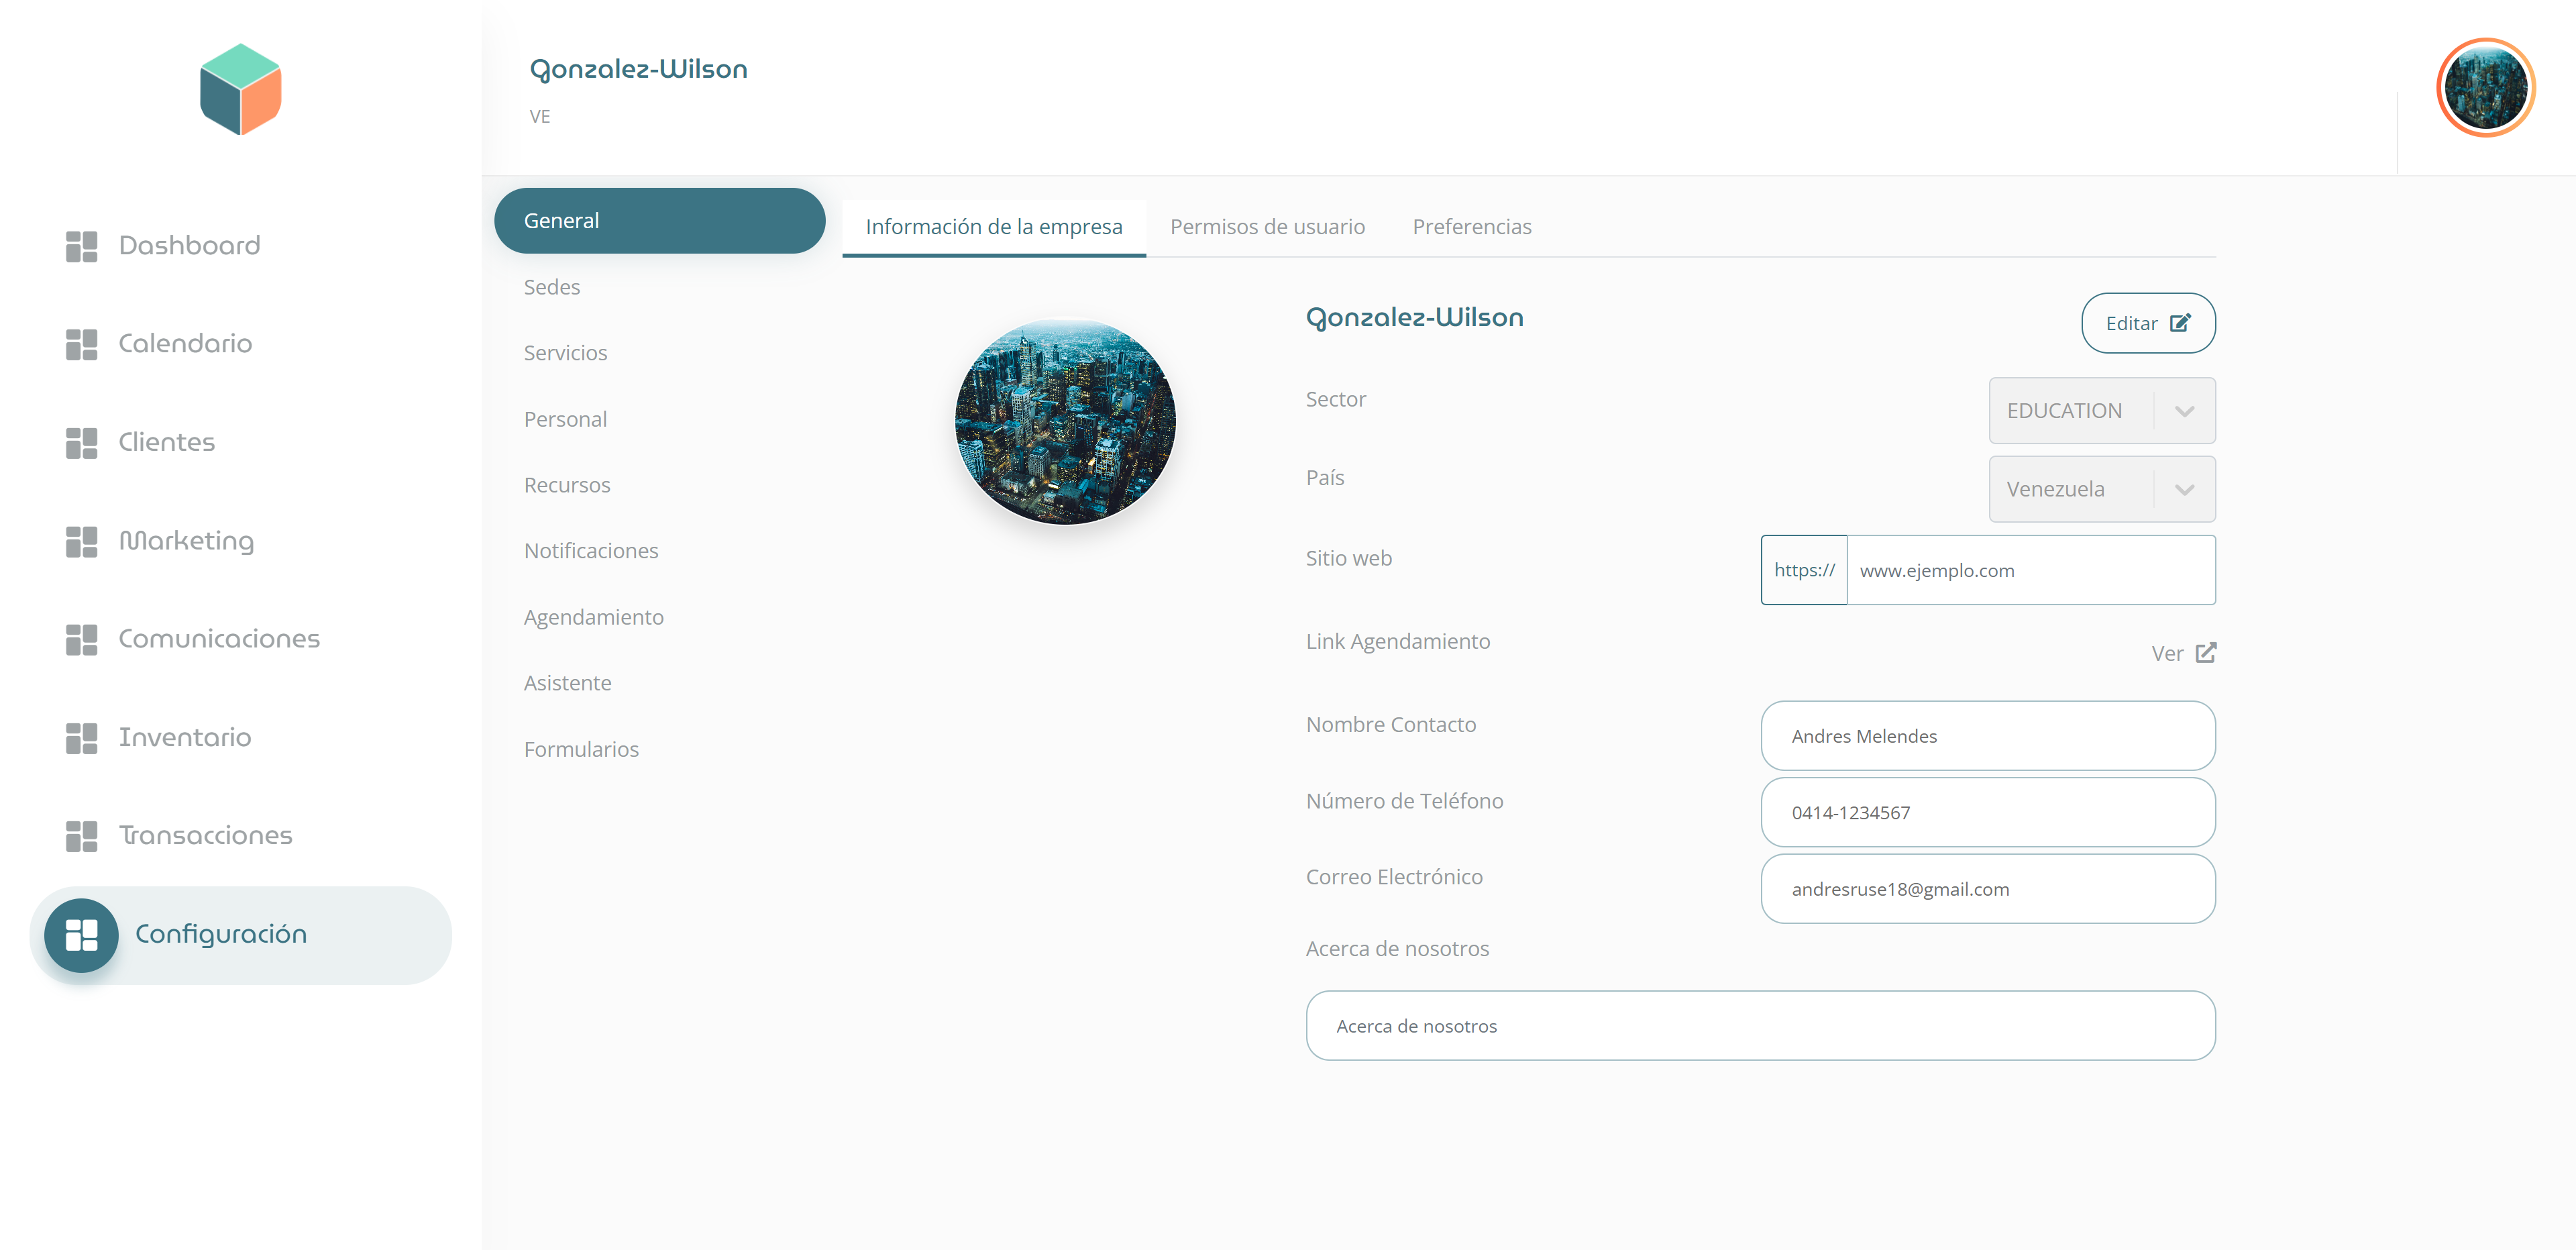 Gonzalez-Wilson
VE
Dashboard
Calendario
Clientes
Marketing
Comunicaciones
Inventario
Transacciones
Configuración
General
Sedes
Servicios
Personal
Recursos
Notificaciones
Agendamiento
Asistente
Formularios
Información de la empresa
Permisos de usuario
Preferencias
Gonzalez-Wilson
Editar
Sector
EDUCATION
País
Venezuela
Sitio web
https://
www.ejemplo.com
Link Agendamiento
Ver
Nombre Contacto
Andres Melendes
Número de Teléfono
0414-1234567
Correo Electrónico
andresruse18@gmail.com
Acerca de nosotros
Acerca de nosotros